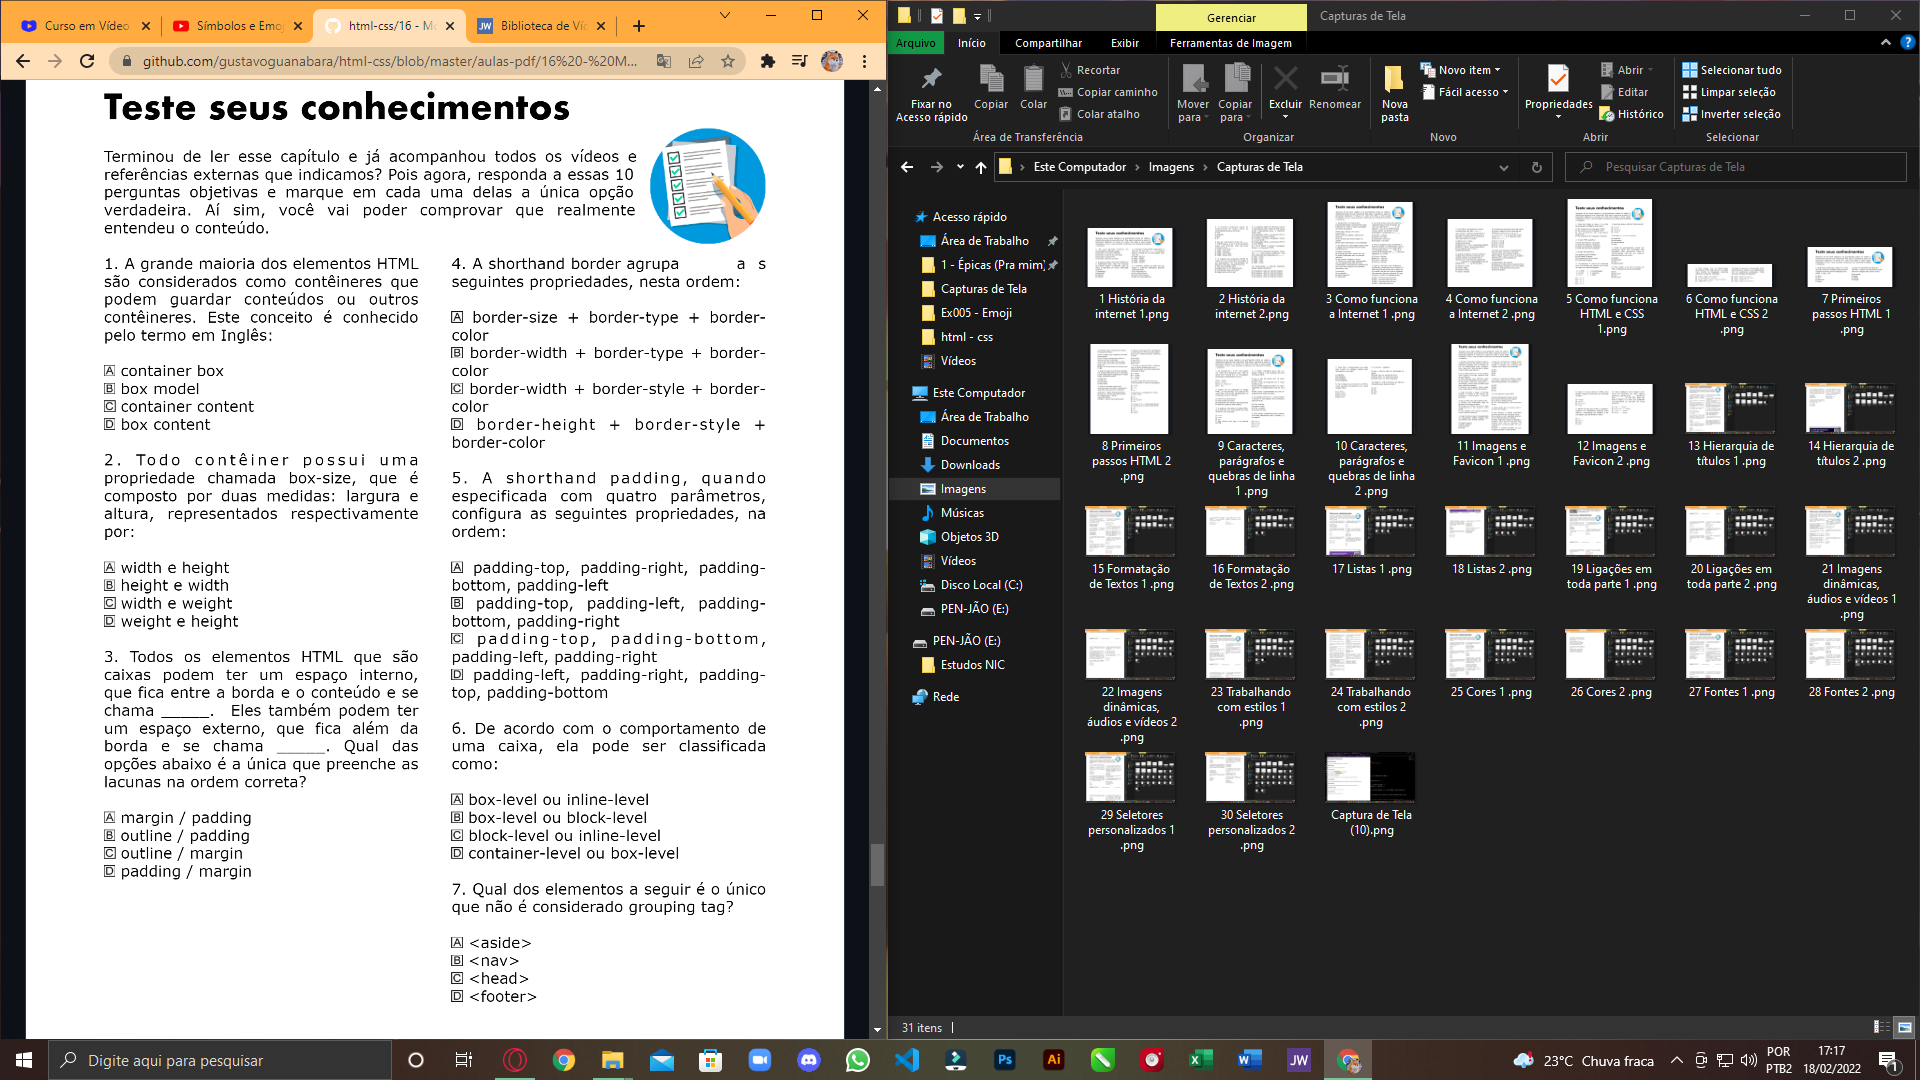 Curso em Vídeo
Símbolos e Emoj
html-css/16 - Mo
Biblioteca de Víd
github.com/gustavoguanabara/html-css/blob/master/aulas-pdf/16%20-%20M...
Teste seus conhecimentos
Terminou de ler esse capítulo e já acompanhou todos os vídeos e
referências externas que indicamos? Pois agora, responda a essas 10
perguntas objetivas e marque em cada uma delas a única opção
verdadeira. Aí sim, você vai poder comprovar que realmente
entendeu o conteúdo.
1. A grande maioria dos elementos HTML
são considerados como contêineres que
podem guardar conteúdos ou outros
contêineres. Este conceito é conhecido
pelo termo em Inglês:
A container box
B box model
C container content
D box content
2. Todo contêiner possui uma
propriedade chamada box-size, que é
composto por duas medidas: largura e
altura, representados respectivamente
por:
A width e height
B height e width
C width e weight
D weight e height
3. Todos os elementos HTML que são
caixas podem ter um espaço interno,
que fica entre a borda e o conteúdo e se
chama _____. Eles também podem ter
um espaço externo, que fica além da
borda e se chama _____. Qual das
opções abaixo é a única que preenche as
lacunas na ordem correta?
A margin / padding
B outline / padding
C outline / margin
D padding / margin
4. A shorthand border agrupa a s
seguintes propriedades, nesta ordem:
A border-size + border-type + border-
color
B border-width + border-type + border-
color
C border-width + border-style + border-
color
D border-height + border-style +
border-color
5. A shorthand padding, quando
especificada com quatro parâmetros,
configura as seguintes propriedades, na
ordem:
A padding-top, padding-right, padding-
bottom, padding-left
B padding-top, padding-left, padding-
bottom, padding-right
C padding-top, padding-bottom,
padding-left, padding-right
D padding-left, padding-right, padding-
top, padding-bottom
6. De acordo com o comportamento de
uma caixa, ela pode ser classificada
como:
A box-level ou inline-level
B box-level ou block-level
C block-level ou inline-level
D container-level ou box-level
7. Qual dos elementos a seguir é o único
que não é considerado grouping tag?
A <aside>
B <nav>
C <head>
D <footer>
Gerenciar
Capturas de Tela
Arquivo
Início
Compartilhar
Exibir
Ferramentas de Imagem
Fixar no
Acesso rápido
Copiar
Colar
Recortar
Copiar caminho
Colar atalho
Área de Transferência
Mover
para
Copiar
para
Excluir
Renomear
Organizar
Nova
pasta
Novo item
Fácil acesso
Novo
Propriedades
Abrir
Editar
Histórico
Abrir
Selecionar tudo
Limpar seleção
Inverter seleção
Selecionar
Este Computador
Imagens
Capturas de Tela
Pesquisar Capturas de Tela
Acesso rápido
Área de Trabalho
1 - Épicas (Pra mim)
Capturas de Tela
Ex005 - Emoji
html - css
Vídeos
Este Computador
Área de Trabalho
Documentos
Downloads
Imagens
Músicas
Objetos 3D
Vídeos
Disco Local (C:)
PEN-JÃO (E:)
PEN-JÃO (E:)
Estudos NIC
Rede
1 História da
internet 1.png
2 História da
internet 2.png
3 Como funciona
a Internet 1 .png
4 Como funciona
a Internet 2 .png
5 Como funciona
HTML e CSS
1.png
6 Como funciona
HTML e CSS 2
.png
7 Primeiros
passos HTML 1
.png
8 Primeiros
passos HTML 2
.png
9 Caracteres,
parágrafos e
quebras de linha
1 .png
10 Caracteres,
parágrafos e
quebras de linha
2 .png
11 Imagens e
Favicon 1 .png
12 Imagens e
Favicon 2 .png
13 Hierarquia de
títulos 1 .png
14 Hierarquia de
títulos 2 .png
15 Formatação
de Textos 1 .png
16 Formatação
de Textos 2 .png
17 Listas 1 .png
18 Listas 2 .png
19 Ligações em
toda parte 1 .png
20 Ligações em
toda parte 2 .png
21 Imagens
dinâmicas,
áudios e vídeos 1
.png
22 Imagens
dinâmicas,
áudios e vídeos 2
.png
23 Trabalhando
com estilos 1
.png
24 Trabalhando
com estilos 2
.png
25 Cores 1 .png
26 Cores 2 .png
27 Fontes 1 .png
28 Fontes 2 .png
29 Seletores
personalizados 1
.png
30 Seletores
personalizados 2
.png
Captura de Tela
(10).png
31 itens
Digite aqui para pesquisar
23°C Chuva fraca
POR
PTB2
17:17
18/02/2022